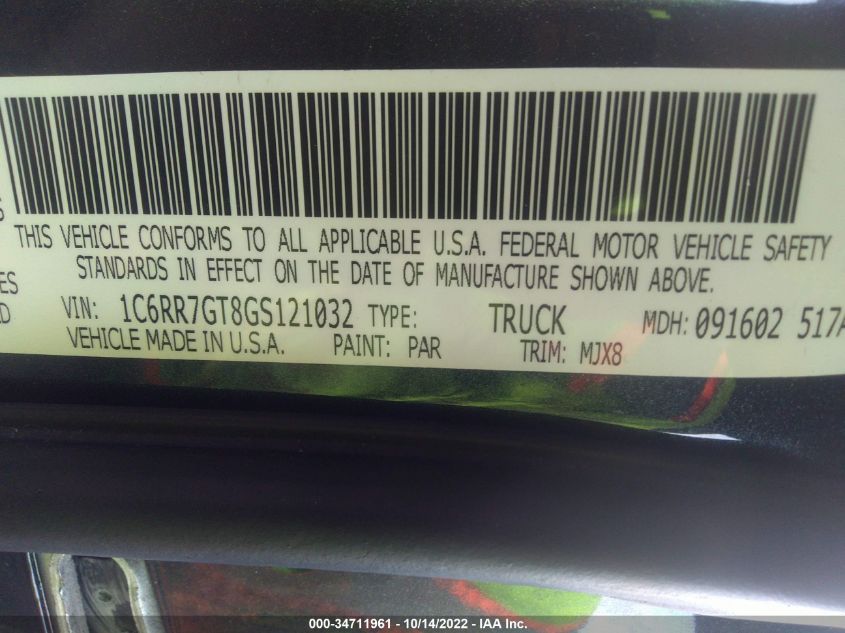 S
THIS VEHICLE CONFORMS TO ALL APPLICABLE U.S.A. FEDERAL MOTOR VEHICLE SAFETY
ES STANDARDS IN EFFECT ON THE DATE OF MANUFACTURE SHOWN ABOVE.
D VIN: 1C6RR7GT8GS121032 TYPE: TRUCK MDH: 091602 517A
VEHICLE MADE IN U.S.A. PAINT: PAR TRIM: MJX8
000-34711961 - 10/14/2022 - IAA Inc.